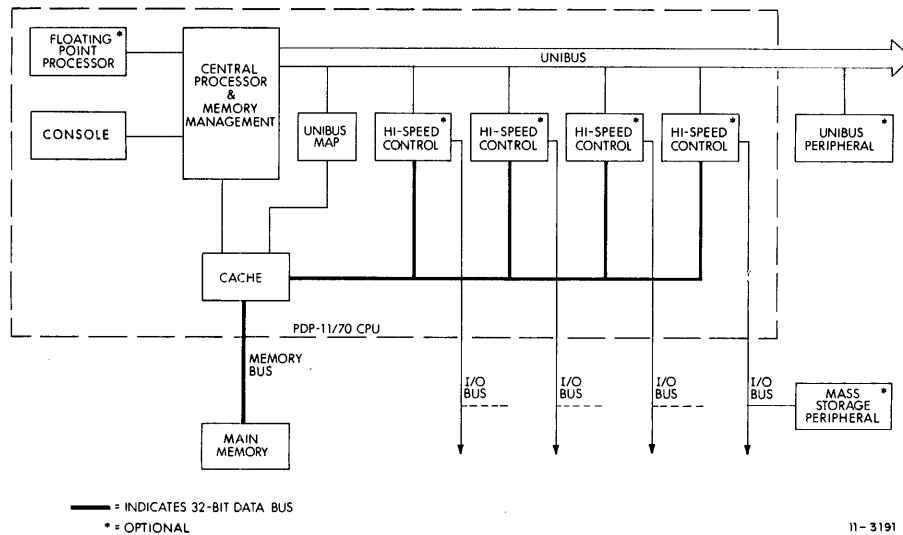 FLOATING *
POINT
PROCESSOR
CONSOLE
CENTRAL
PROCESSOR
&
MEMORY
MANAGEMENT
UNIBUS
UNIBUS
MAP
HI-SPEED *
CONTROL
HI-SPEED *
CONTROL
HI-SPEED *
CONTROL
HI-SPEED *
CONTROL
UNIBUS *
PERIPHERAL
CACHE
PDP-11/70 CPU
MEMORY
BUS
MAIN
MEMORY
I/O
BUS
I/O
BUS
I/O
BUS
I/O
BUS
MASS *
STORAGE
PERIPHERAL
= INDICATES 32-BIT DATA BUS
* = OPTIONAL
11-3191